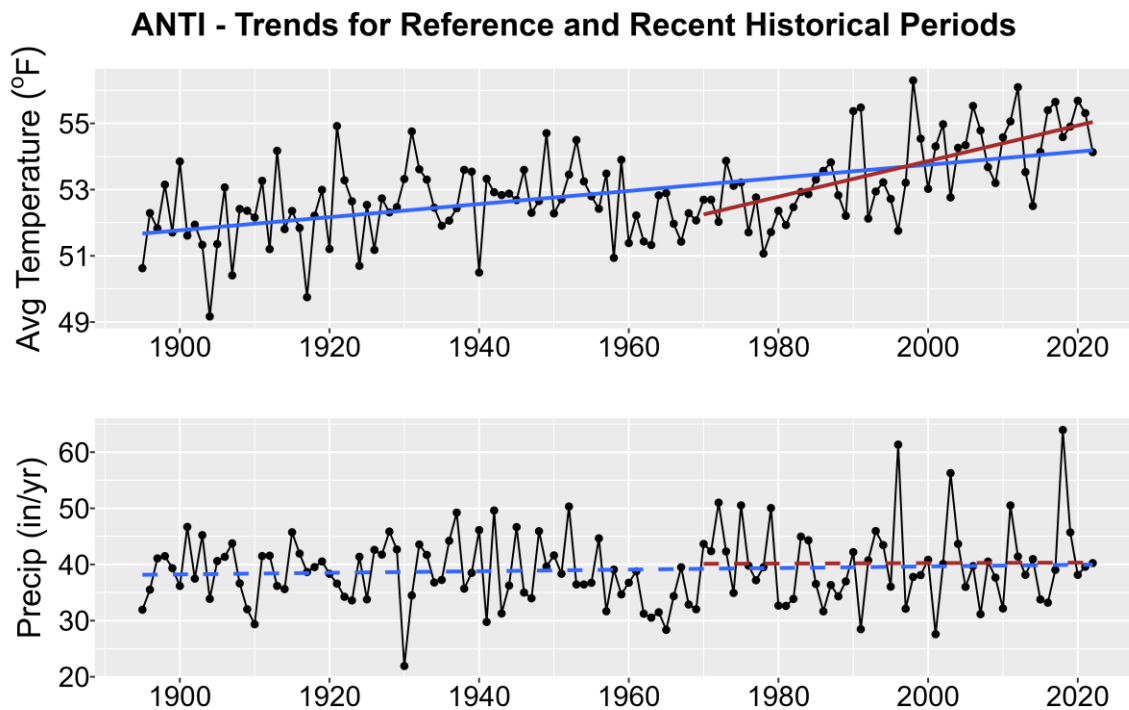 ANTI - Trends for Reference and Recent Historical Periods
Avg Temperature (°F)
55
53
51
49
1900 1920 1940 1960 1980 2000 2020
Precip (in/yr)
60
50
40
30
20
1900 1920 1940 1960 1980 2000 2020